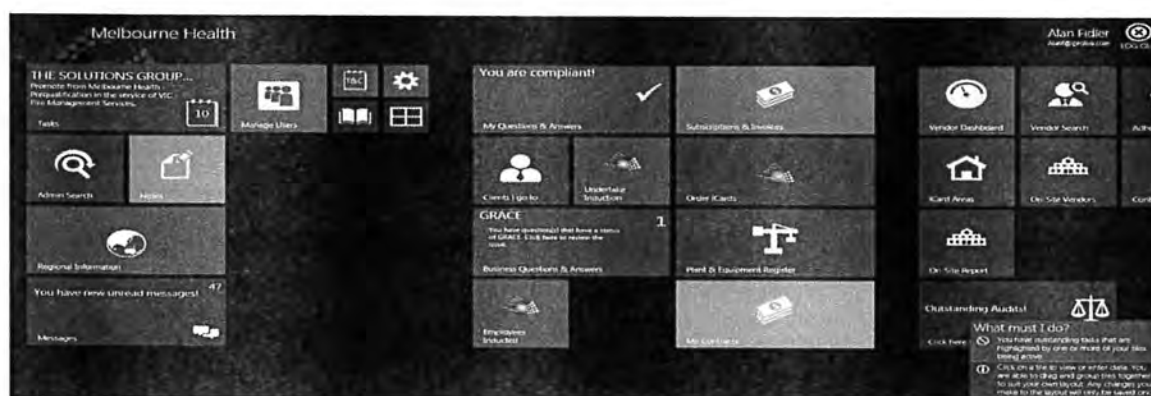 Melbourne Health
Alan Fidler
THE SOLUTIONS GROUP...
Promote from Melbourne Health -
Prequalification in the service of VIC -
Fire Management Services.
10
Tasks
Manage Users
T&C
Admin Search
Notes
Regional Information
You have new unread messages!
47
Messages
You are compliant!
My Questions & Answers
Subscriptions & Invoices
Clients I go to
Undertake
Induction
Order iCards
GRACE
1
You have question(s) that have a status
of GRACE. Click here to review the
issue.
Business Questions & Answers
Plant & Equipment Register
Employees
Inducted
My Contracts
Vendor Dashboard
Vendor Search
iCard Areas
On-Site Vendors
On-Site Report
Outstanding Audits!
Click here
What must I do?
You have outstanding tasks that are
highlighted by one or more of your tiles
being active.
Click on a tile to view or enter data. You
are able to drag and group tiles together
to suit your own layout. Any changes you
make to the layout will only be saved on